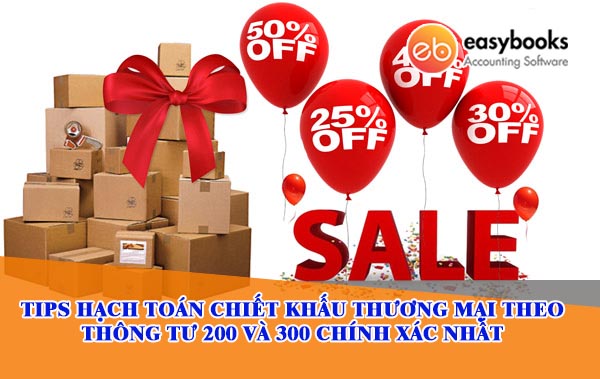 50%
OFF
eb easybooks
Accounting Software
OFF
25%
OFF
30%
OFF
SALE
TIPS HẠCH TOÁN CHIẾT KHẤU THƯƠNG MẠI THEO
THÔNG TƯ 200 VÀ 300 CHÍNH XÁC NHẤT